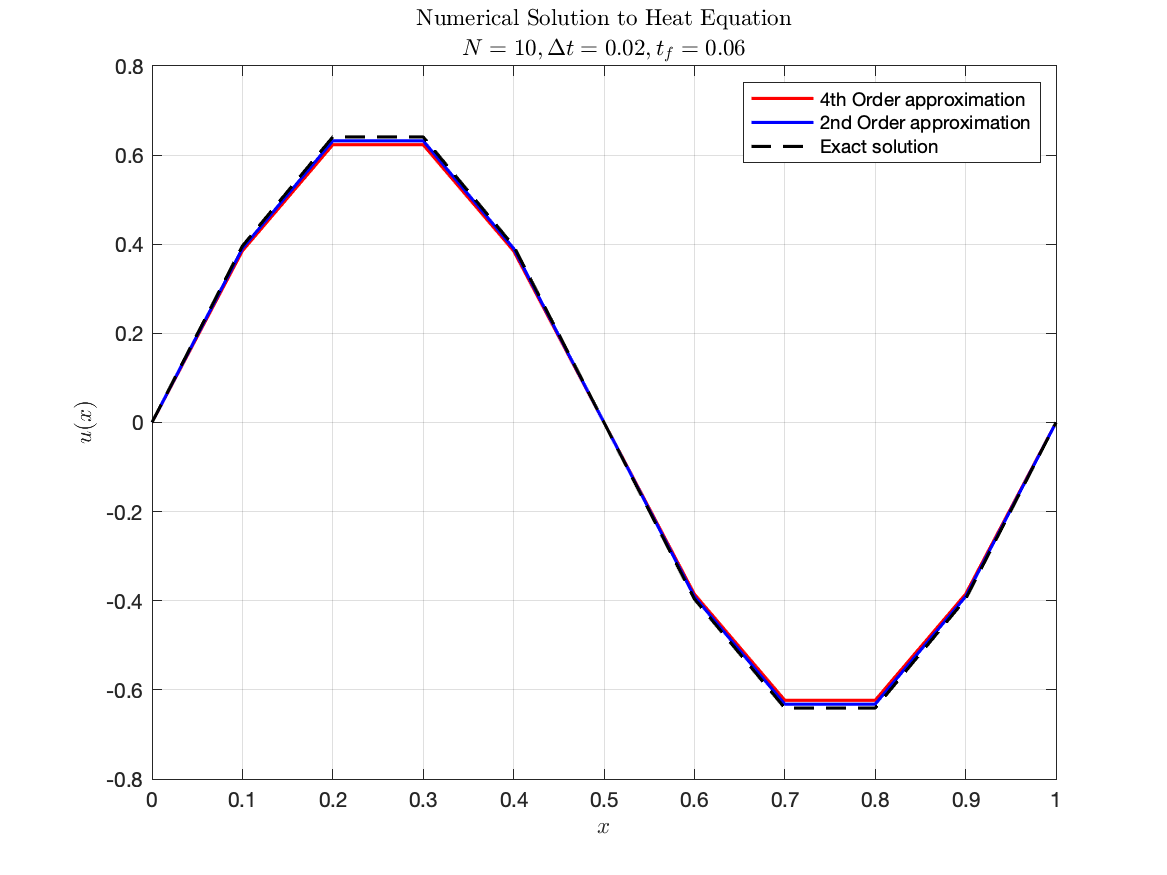 Numerical Solution to Heat Equation
N = 10, Δt = 0.02, t_f = 0.06
4th Order approximation
2nd Order approximation
Exact solution
0.8
0.6
0.4
0.2
0
-0.2
-0.4
-0.6
-0.8
u(x)
0 0.1 0.2 0.3 0.4 0.5 0.6 0.7 0.8 0.9 1
x